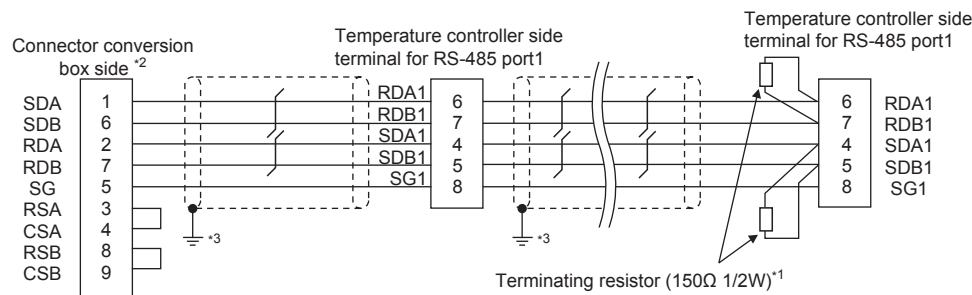 Connector conversion
box side *2
Temperature controller side
terminal for RS-485 port1
Temperature controller side
terminal for RS-485 port1
SDA 1 RDA1 6 6 RDA1
SDB 6 RDB1 7 7 RDB1
RDA 2 SDA1 4 4 SDA1
RDB 7 SDB1 5 5 SDB1
SG 5 SG1 8 8 SG1
RSA 3
CSA 4
RSB 8
CSB 9
*3 *3
Terminating resistor (150Ω 1/2W)*1